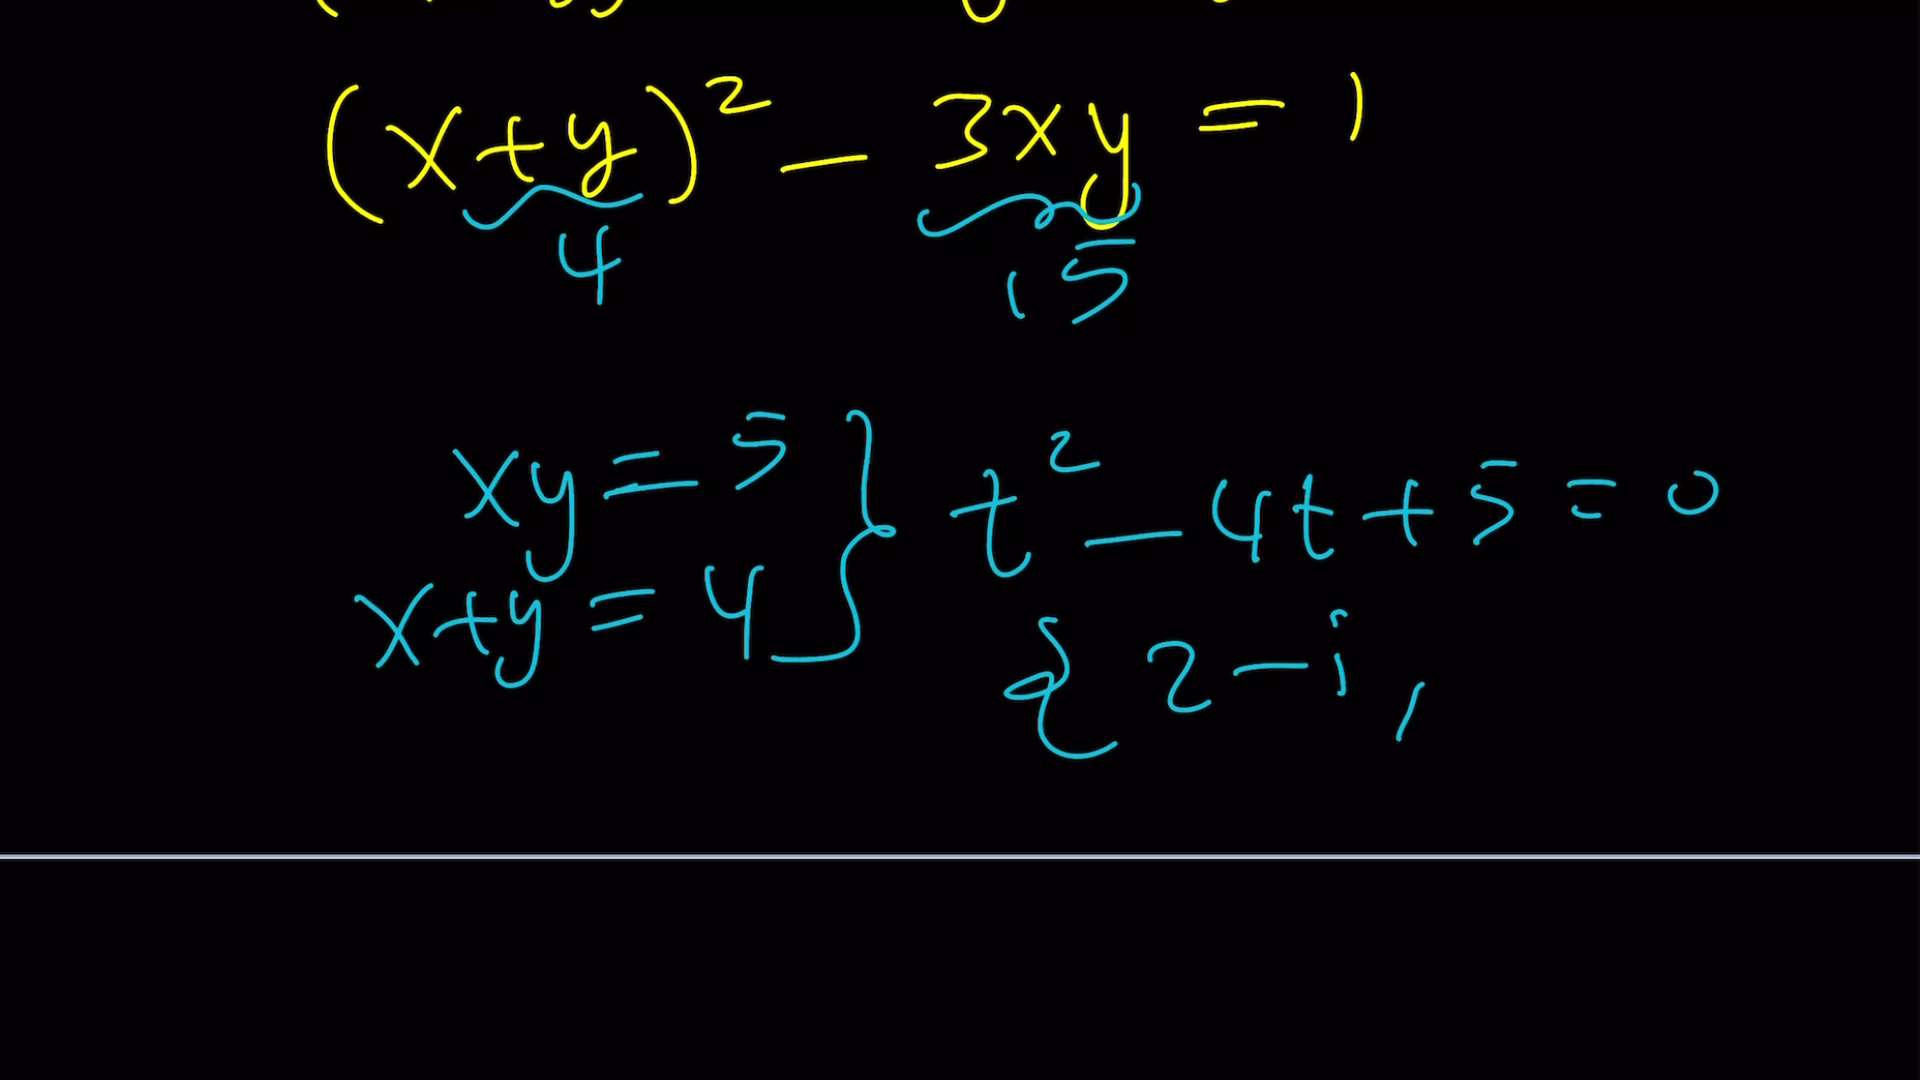 (x+y)² - 3xy = 1
4 15
xy = 5 } t² - 4t + 5 = 0
x+y = 4 { 2 - i,